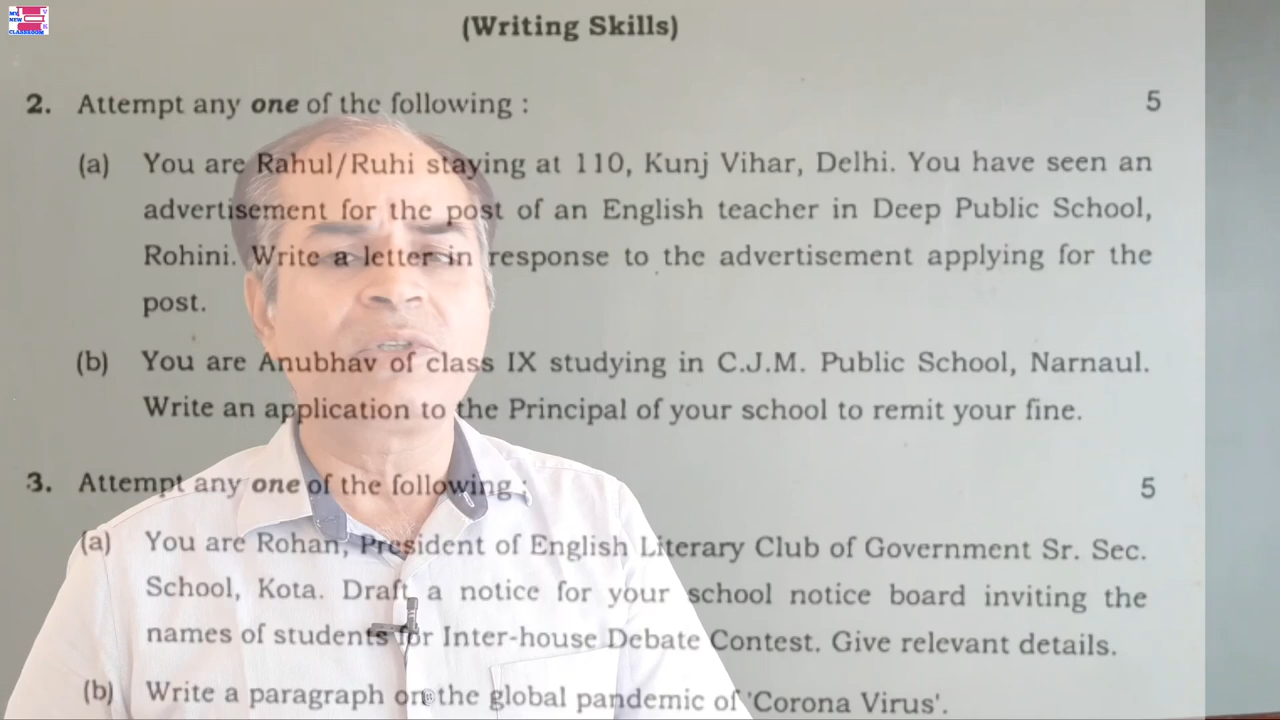 MY NEW CLASSROOM V K
(Writing Skills)
2. Attempt any one of the following : 5
(a) You are Rahul/Ruhi staying at 110, Kunj Vihar, Delhi. You have seen an
advertisement for the post of an English teacher in Deep Public School,
Rohini. Write a letter in response to the advertisement applying for the
post.
(b) You are Anubhav of class IX studying in C.J.M. Public School, Narnaul.
Write an application to the Principal of your school to remit your fine.
3. Attempt any one of the following : 5
(a) You are Rohan, President of English Literary Club of Government Sr. Sec.
School, Kota. Draft a notice for your school notice board inviting the
names of students for Inter-house Debate Contest. Give relevant details.
(b) Write a paragraph on the global pandemic of 'Corona Virus'.